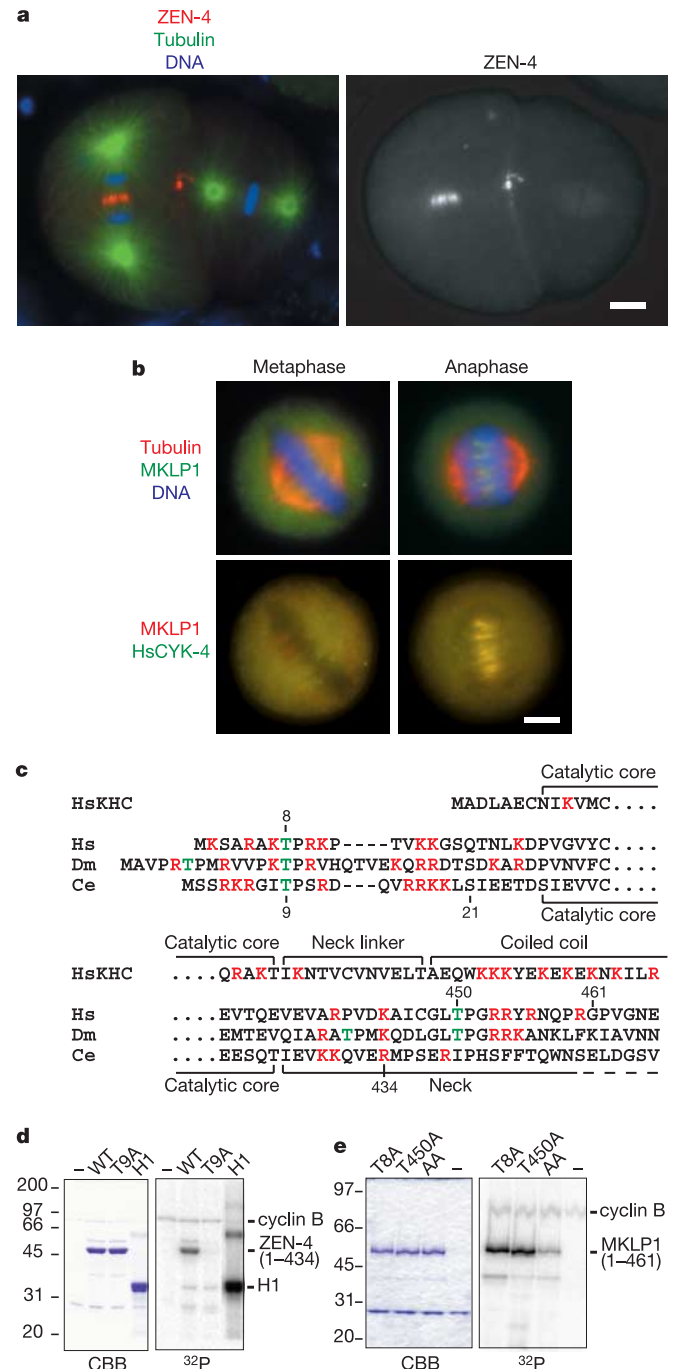 a
ZEN-4
Tubulin
DNA
ZEN-4
b
Metaphase
Anaphase
Tubulin
MKLP1
DNA
MKLP1
HsCYK-4
c
Catalytic core
HsKHC MADLAECNIKVMC....
8
Hs MKSARAKTPRKP----TVKKGSQTNLKDPVGVYC....
Dm MAVPRTPMRVVPKTPRVHQTVEKQRRDTSDKARDPVNVFC....
Ce MSSRKRGITPSRD---QVRRKKLSIEETDSIEVVC....
9 21 Catalytic core
Catalytic core Neck linker Coiled coil
HsKHC ....QRAKTIKNTVCVNVELTAEQWKKKYEKEKEKNKILR
450 461
Hs EVTQEVEVARPVDKAICGLTPGRRYRNQPRGPVGNE
Dm EMTEVQIARATPMKQDLGLTPGRRKANKLFKIAVNN
Ce EESQTIEVKKQVERMPSERIPHSFFTQWNSELDGSV
Catalytic core 434 Neck
d
– WT T9A H1 – WT T9A H1
200
97
66
45
31
20
cyclin B
ZEN-4
(1–434)
H1
CBB 32P
e
T8A T450A AA – T8A T450A AA –
97
66
45
31
20
cyclin B
MKLP1
(1–461)
CBB 32P